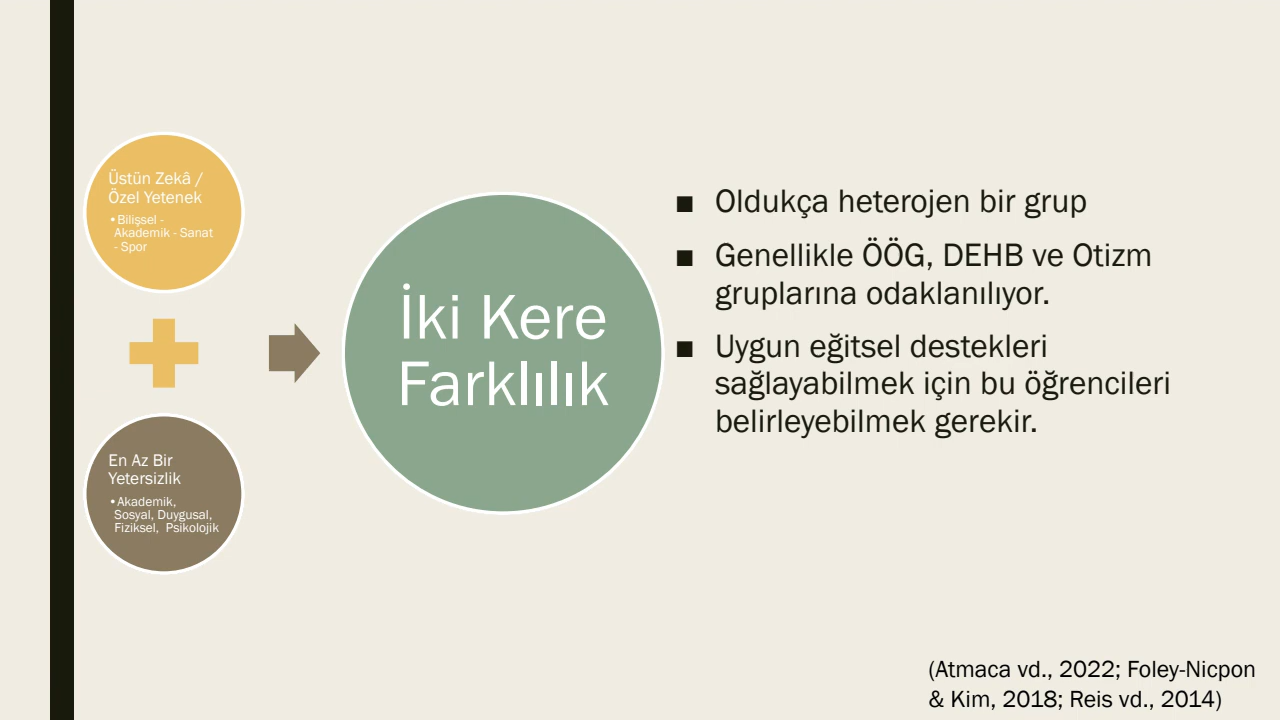 Üstün Zekâ /
Özel Yetenek
•Bilişsel -
Akademik - Sanat
- Spor
En Az Bir
Yetersizlik
•Akademik,
Sosyal, Duygusal,
Fiziksel, Psikolojik
İki Kere
Farklılık
■ Oldukça heterojen bir grup
■ Genellikle ÖÖG, DEHB ve Otizm
gruplarına odaklanılıyor.
■ Uygun eğitsel destekleri
sağlayabilmek için bu öğrencileri
belirleyebilmek gerekir.
(Atmaca vd., 2022; Foley-Nicpon
& Kim, 2018; Reis vd., 2014)